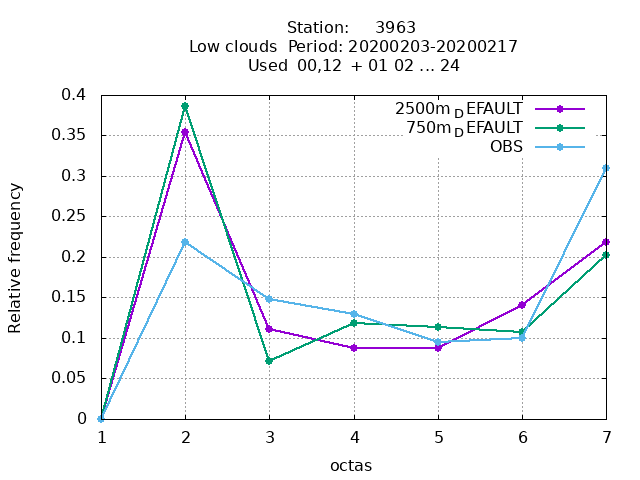 Station: 3963
Low clouds Period: 20200203-20200217
Used 00,12 + 01 02 ... 24
2500m_DEFAULT
750m_DEFAULT
OBS
0.4
0.35
0.3
0.25
0.2
0.15
0.1
0.05
0
Relative frequency
1 2 3 4 5 6 7
octas